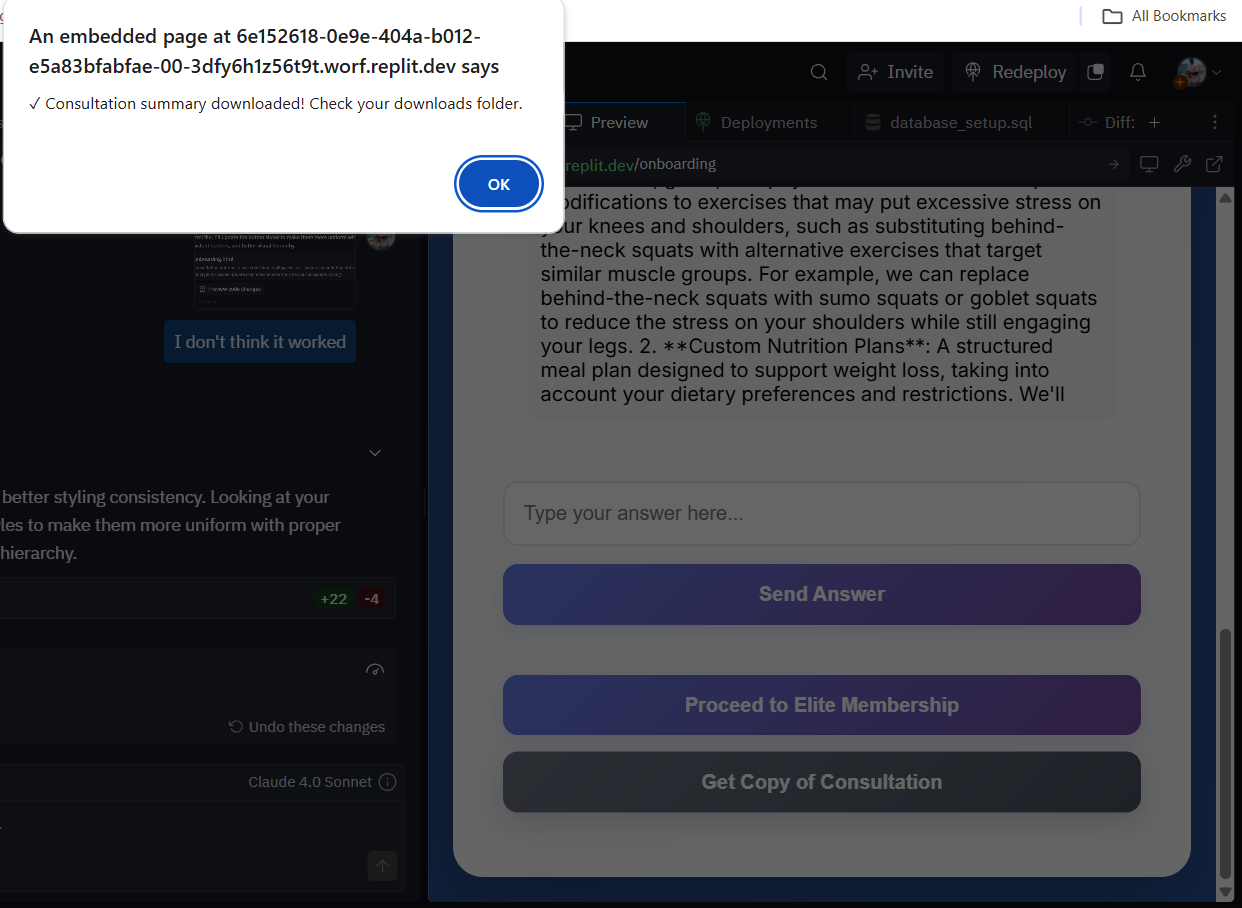 All Bookmarks
An embedded page at 6e152618-0e9e-404a-b012-
e5a83bfabfae-00-3dfy6h1z56t9t.worf.replit.dev says
✓ Consultation summary downloaded! Check your downloads folder.
OK
Invite
Redeploy
Preview
Deployments
database_setup.sql
Diff:
replit.dev/onboarding
modifications to exercises that may put excessive stress on
your knees and shoulders, such as substituting behind-
the-neck squats with alternative exercises that target
similar muscle groups. For example, we can replace
behind-the-neck squats with sumo squats or goblet squats
to reduce the stress on your shoulders while still engaging
your legs. 2. **Custom Nutrition Plans**: A structured
meal plan designed to support weight loss, taking into
account your dietary preferences and restrictions. We'll
Preview code changes
I don't think it worked
better styling consistency. Looking at your
les to make them more uniform with proper
hierarchy.
+22 -4
Undo these changes
Claude 4.0 Sonnet
Type your answer here...
Send Answer
Proceed to Elite Membership
Get Copy of Consultation